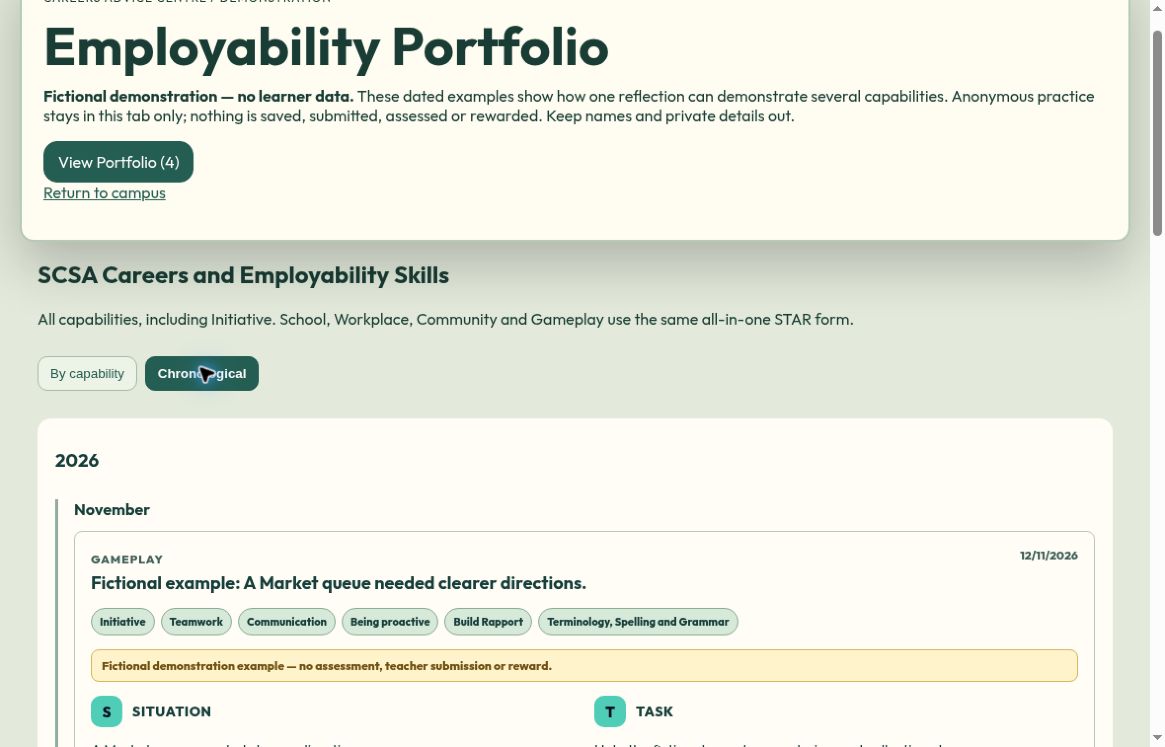 CAREERS ADVICE CENTRE / DEMONSTRATION
Employability Portfolio
Fictional demonstration — no learner data. These dated examples show how one reflection can demonstrate several capabilities. Anonymous practice
stays in this tab only; nothing is saved, submitted, assessed or rewarded. Keep names and private details out.
View Portfolio (4)
Return to campus
SCSA Careers and Employability Skills
All capabilities, including Initiative. School, Workplace, Community and Gameplay use the same all-in-one STAR form.
By capability
2026
November
GAMEPLAY
12/11/2026
Fictional example: A Market queue needed clearer directions.
Initiative Teamwork Communication Being proactive Build Rapport Terminology, Spelling and Grammar
Fictional demonstration example — no assessment, teacher submission or reward.
S SITUATION T TASK